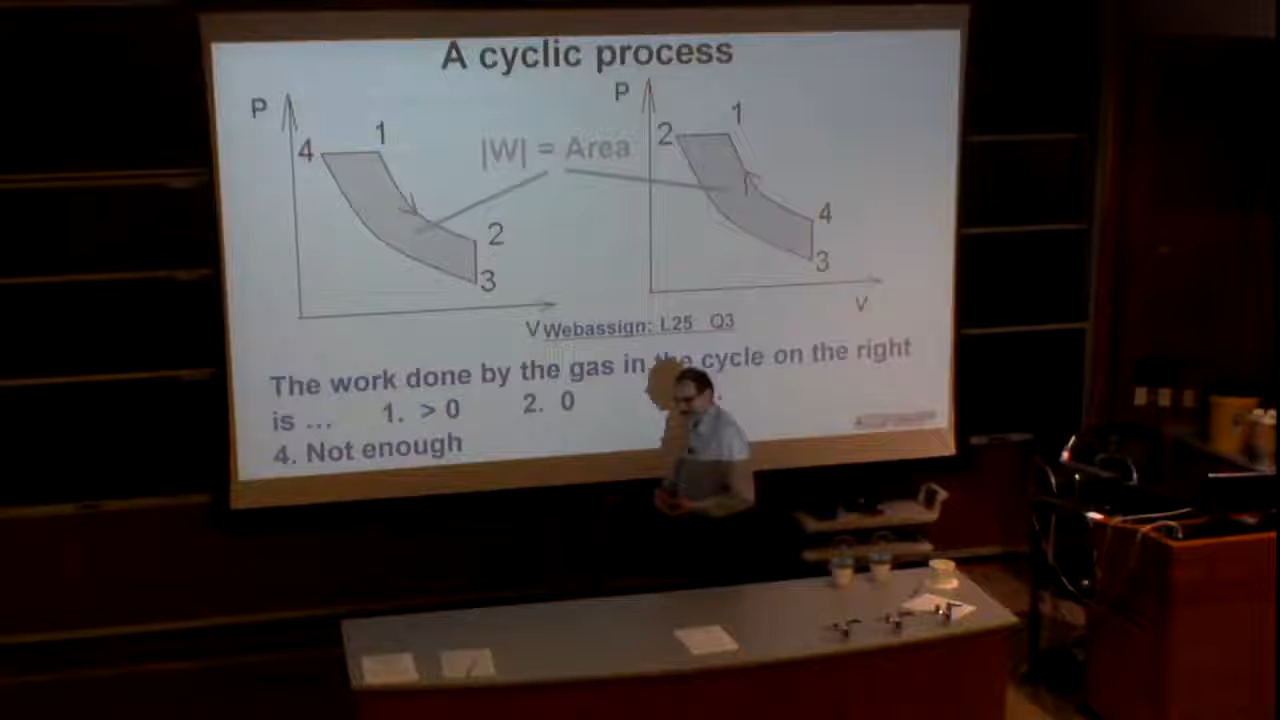 A cyclic process
P
P
4
1
|W| = Area
2
1
2
3
4
3
V
V
Webassign: L25 Q3
The work done by the gas in the cycle on the right
is ... 1. > 0 2. 0
4. Not enough